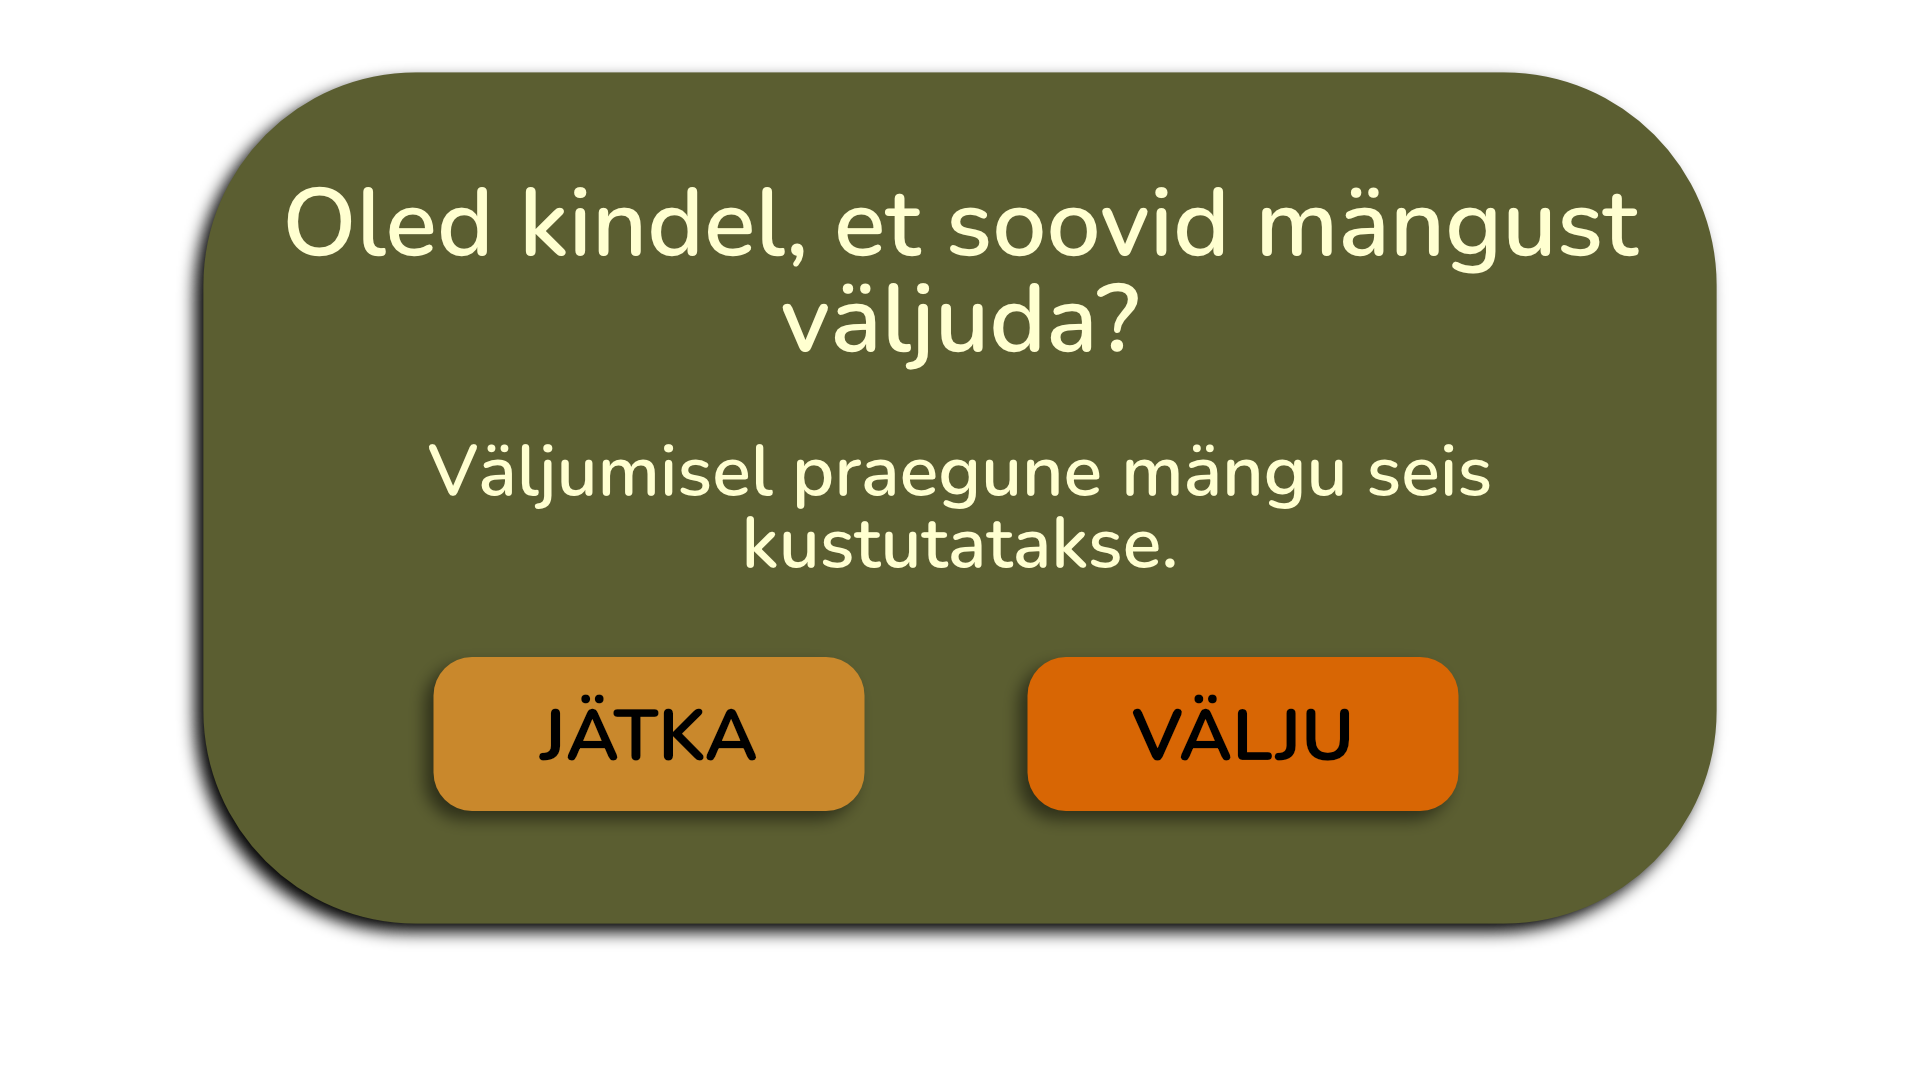 Oled kindel, et soovid mängust
väljuda?
Väljumisel praegune mängu seis
kustutatakse.
JÄTKA
VÄLJU